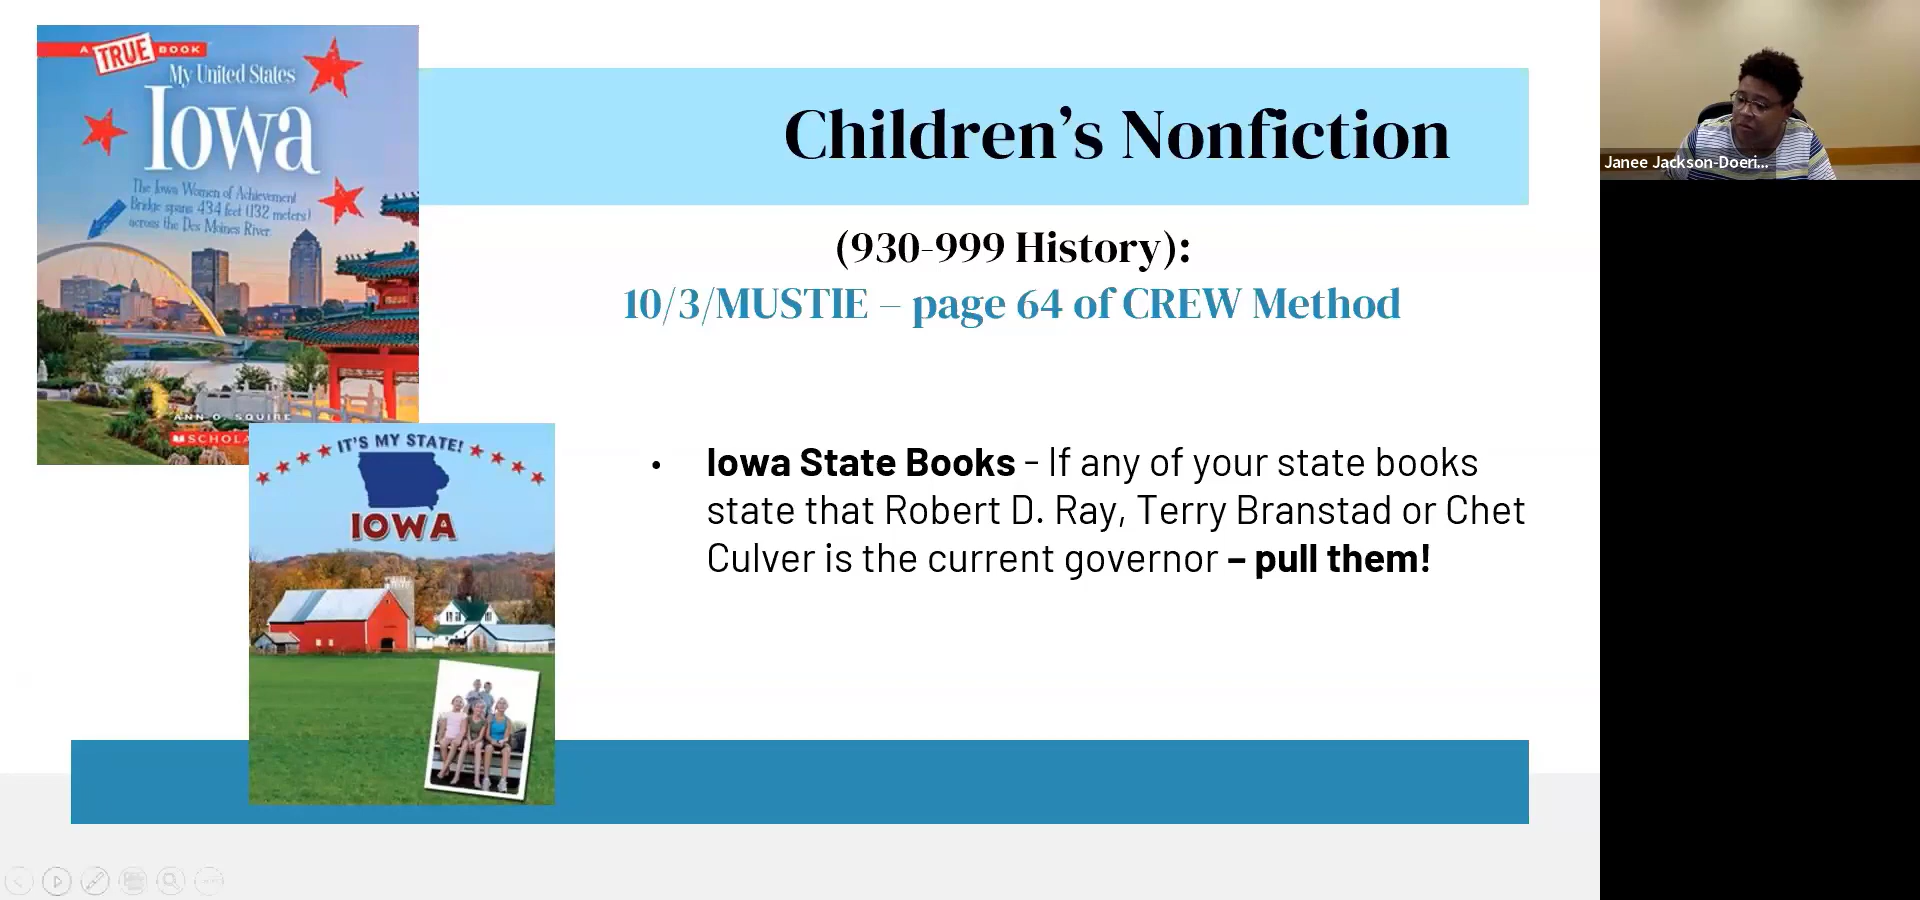 A TRUE BOOK
My United States
Iowa
The Iowa Women of Achievement
Bridge spans 434 feet (132 meters)
across the Des Moines River.
ANN O. SQUIRE
SCHOLA
IT'S MY STATE!
IOWA
Children’s Nonfiction
(930-999 History):
10/3/MUSTIE – page 64 of CREW Method
• Iowa State Books - If any of your state books
state that Robert D. Ray, Terry Branstad or Chet
Culver is the current governor – pull them!
Janee Jackson-Doeri...